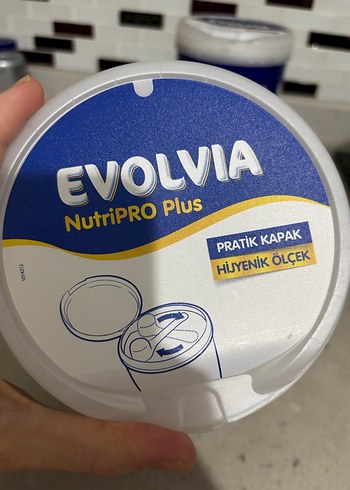 EVOLVIA
NutriPRO Plus
PRATİK KAPAK
HİJYENİK ÖLÇEK